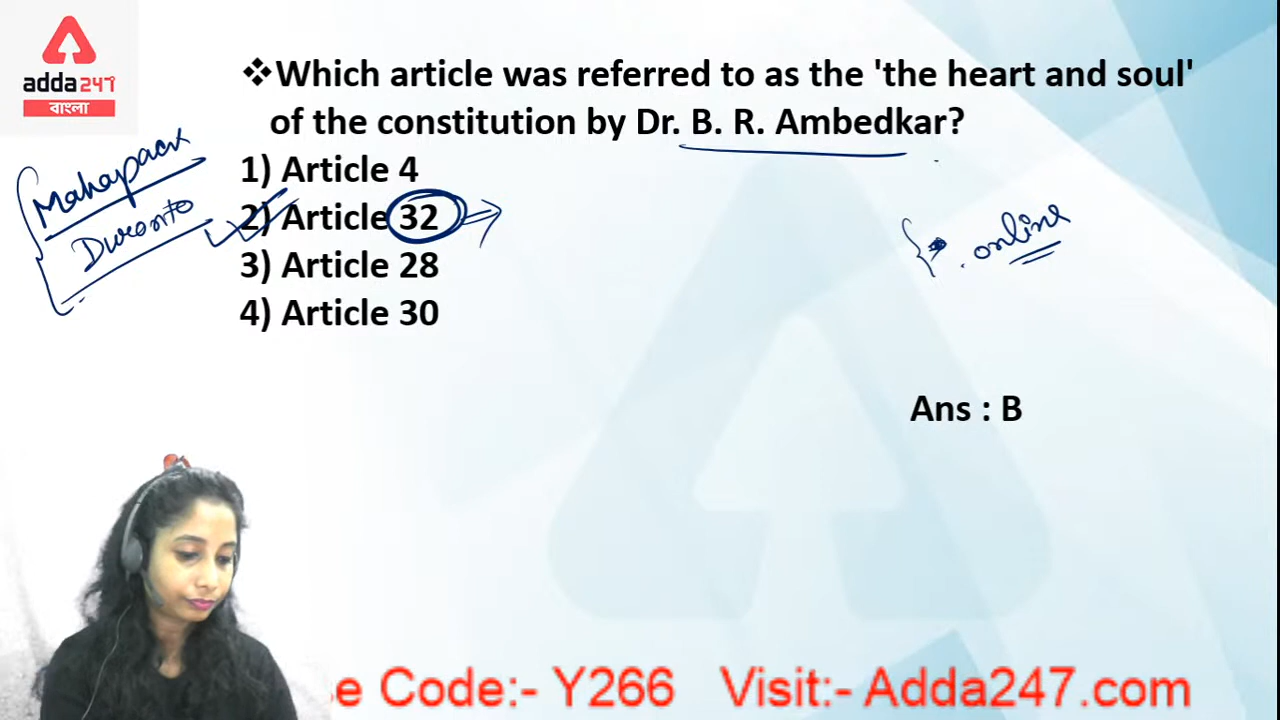 adda247
বাংলা
❖Which article was referred to as the 'the heart and soul'
of the constitution by Dr. B. R. Ambedkar?
1) Article 4
2) Article 32
3) Article 28
4) Article 30
Mahapack
online
Ans : B
se Code:- Y266 Visit:- Adda247.com